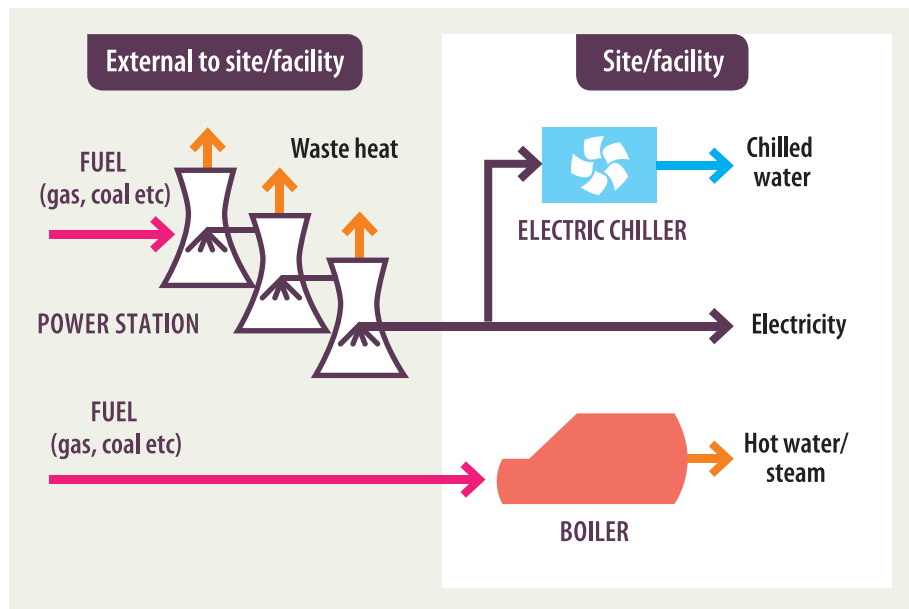 External to site/facility
Site/facility
FUEL
(gas, coal etc)
Waste heat
Chilled
water
ELECTRIC CHILLER
POWER STATION
Electricity
FUEL
(gas, coal etc)
Hot water/
steam
BOILER